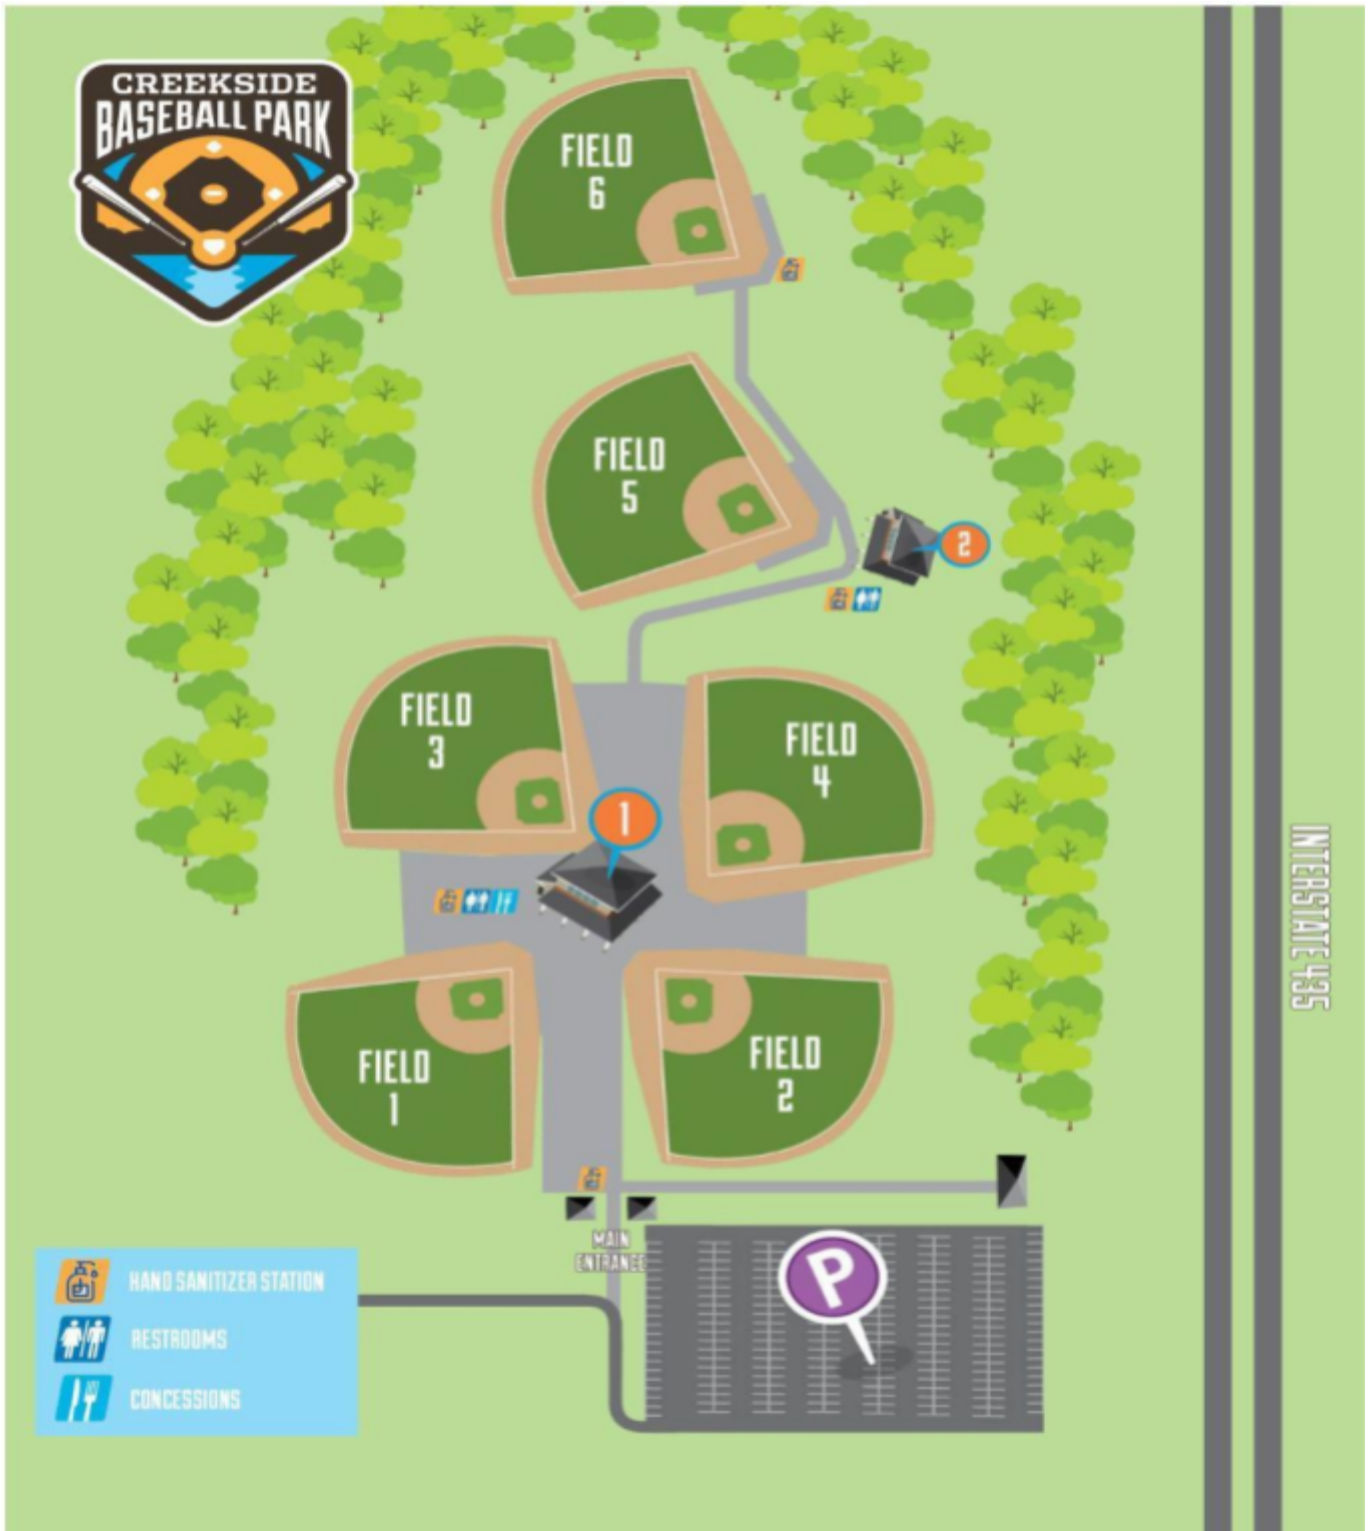 CREEKSIDE
BASEBALL PARK
FIELD
6
FIELD
5
2
FIELD
3
FIELD
4
1
INTERSTATE 435
FIELD
1
FIELD
2
MAIN
ENTRANCE
P
HAND SANITIZER STATION
RESTROOMS
CONCESSIONS